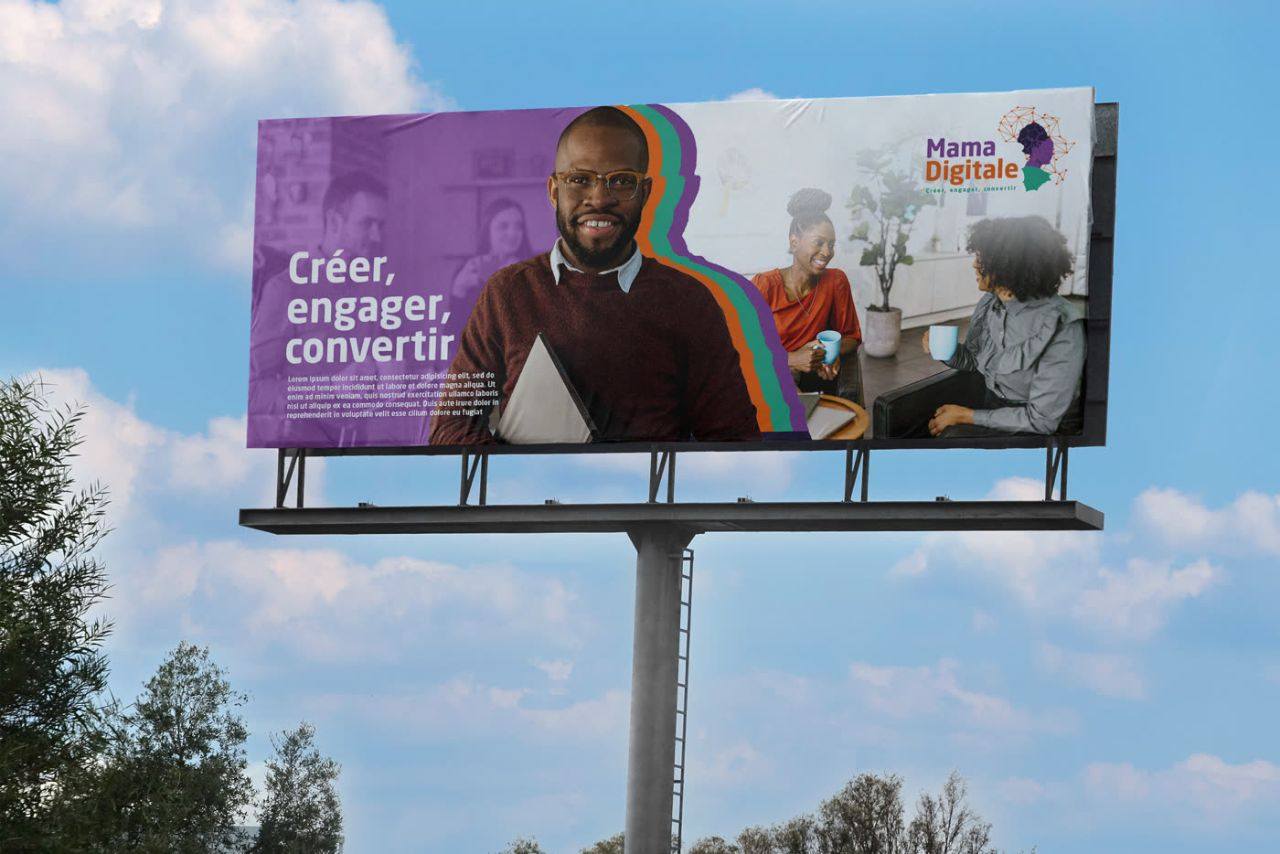 Créer,
engager,
convertir
Lorem ipsum dolor sit amet, consectetur adipisicing elit, sed do
eiusmod tempor incididunt ut labore et dolore magna aliqua. Ut
enim ad minim veniam, quis nostrud exercitation ullamco laboris
nisi ut aliquip ex ea commodo consequat. Duis aute irure dolor in
reprehenderit in voluptate velit esse cillum dolore eu fugiat
Mama
Digitale
Créer, engager, convertir